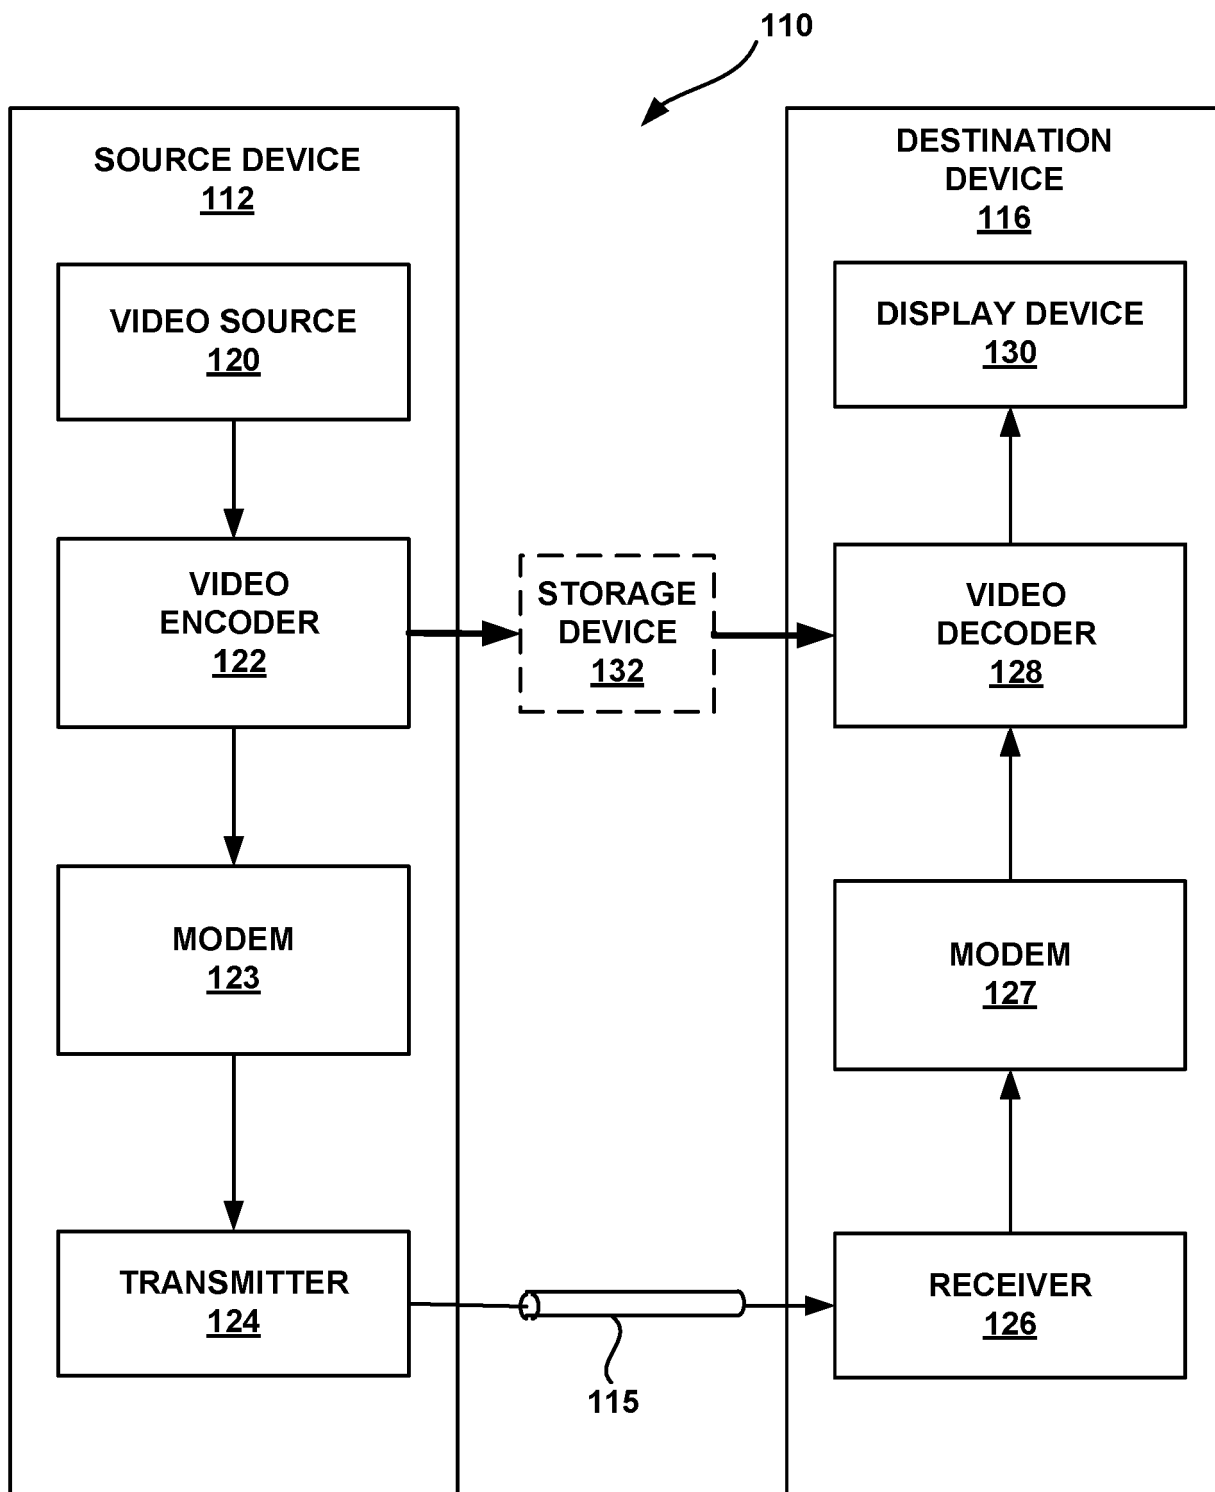 110
SOURCE DEVICE
112
VIDEO SOURCE
120
VIDEO
ENCODER
122
MODEM
123
TRANSMITTER
124
STORAGE
DEVICE
132
115
DESTINATION
DEVICE
116
DISPLAY DEVICE
130
VIDEO
DECODER
128
MODEM
127
RECEIVER
126